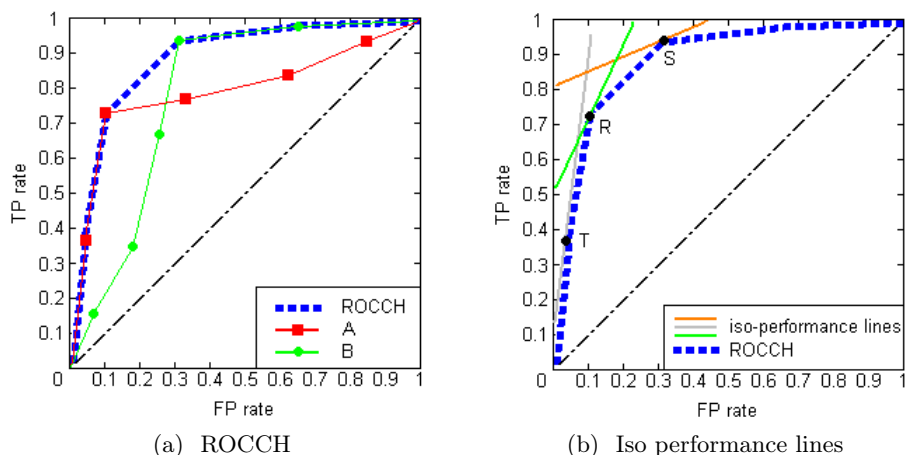 1
0.9
0.8
0.7
0.6
0.5
0.4
0.3
0.2
0.1
0
TP rate
0 0.1 0.2 0.3 0.4 0.5 0.6 0.7 0.8 0.9 1
FP rate
ROCCH
A
B
(a) ROCCH
1
0.9
0.8
0.7
0.6
0.5
0.4
0.3
0.2
0.1
0
TP rate
S
R
T
0 0.1 0.2 0.3 0.4 0.5 0.6 0.7 0.8 0.9 1
FP rate
iso-performance lines
ROCCH
(b) Iso performance lines